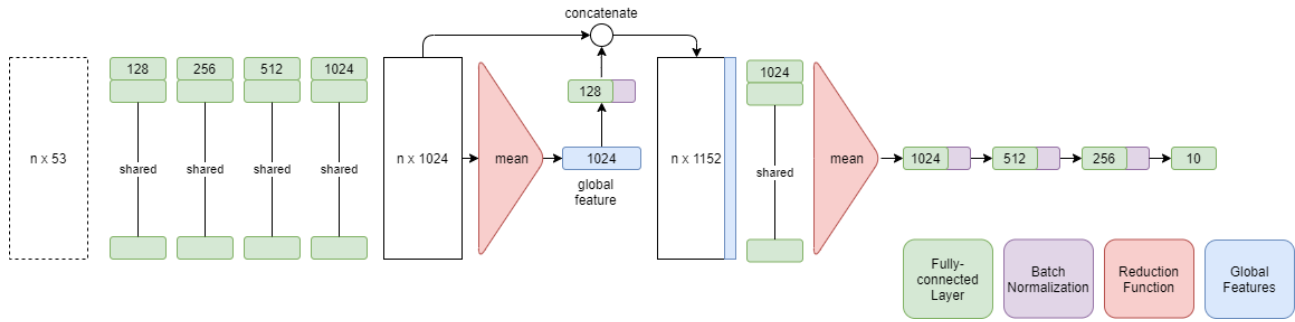 concatenate
n x 53
128
256
512
1024
shared
shared
shared
shared
n x 1024
mean
1024
global
feature
128
n x 1152
1024
shared
mean
1024
512
256
10
Fully-
connected
Layer
Batch
Normalization
Reduction
Function
Global
Features